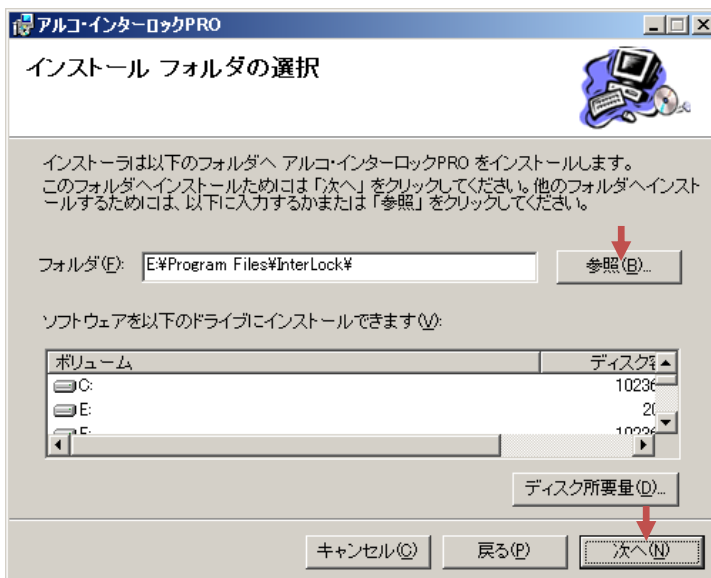 アルコ・インターロックPRO
インストール フォルダの選択
インストーラは以下のフォルダへ アルコ・インターロックPRO をインストールします。
このフォルダへインストールためには「次へ」をクリックしてください。他のフォルダへインスト
ールするためには、以下に入力するかまたは「参照」をクリックしてください。
フォルダ(F): E:¥Program Files¥InterLock¥ 参照(B)...
ソフトウェアを以下のドライブにインストールできます(V):
ボリューム ディスク
C: 10236
E: 20
F: 10236
ディスク所要量(D)...
キャンセル(C) 戻る(P) 次へ(N)